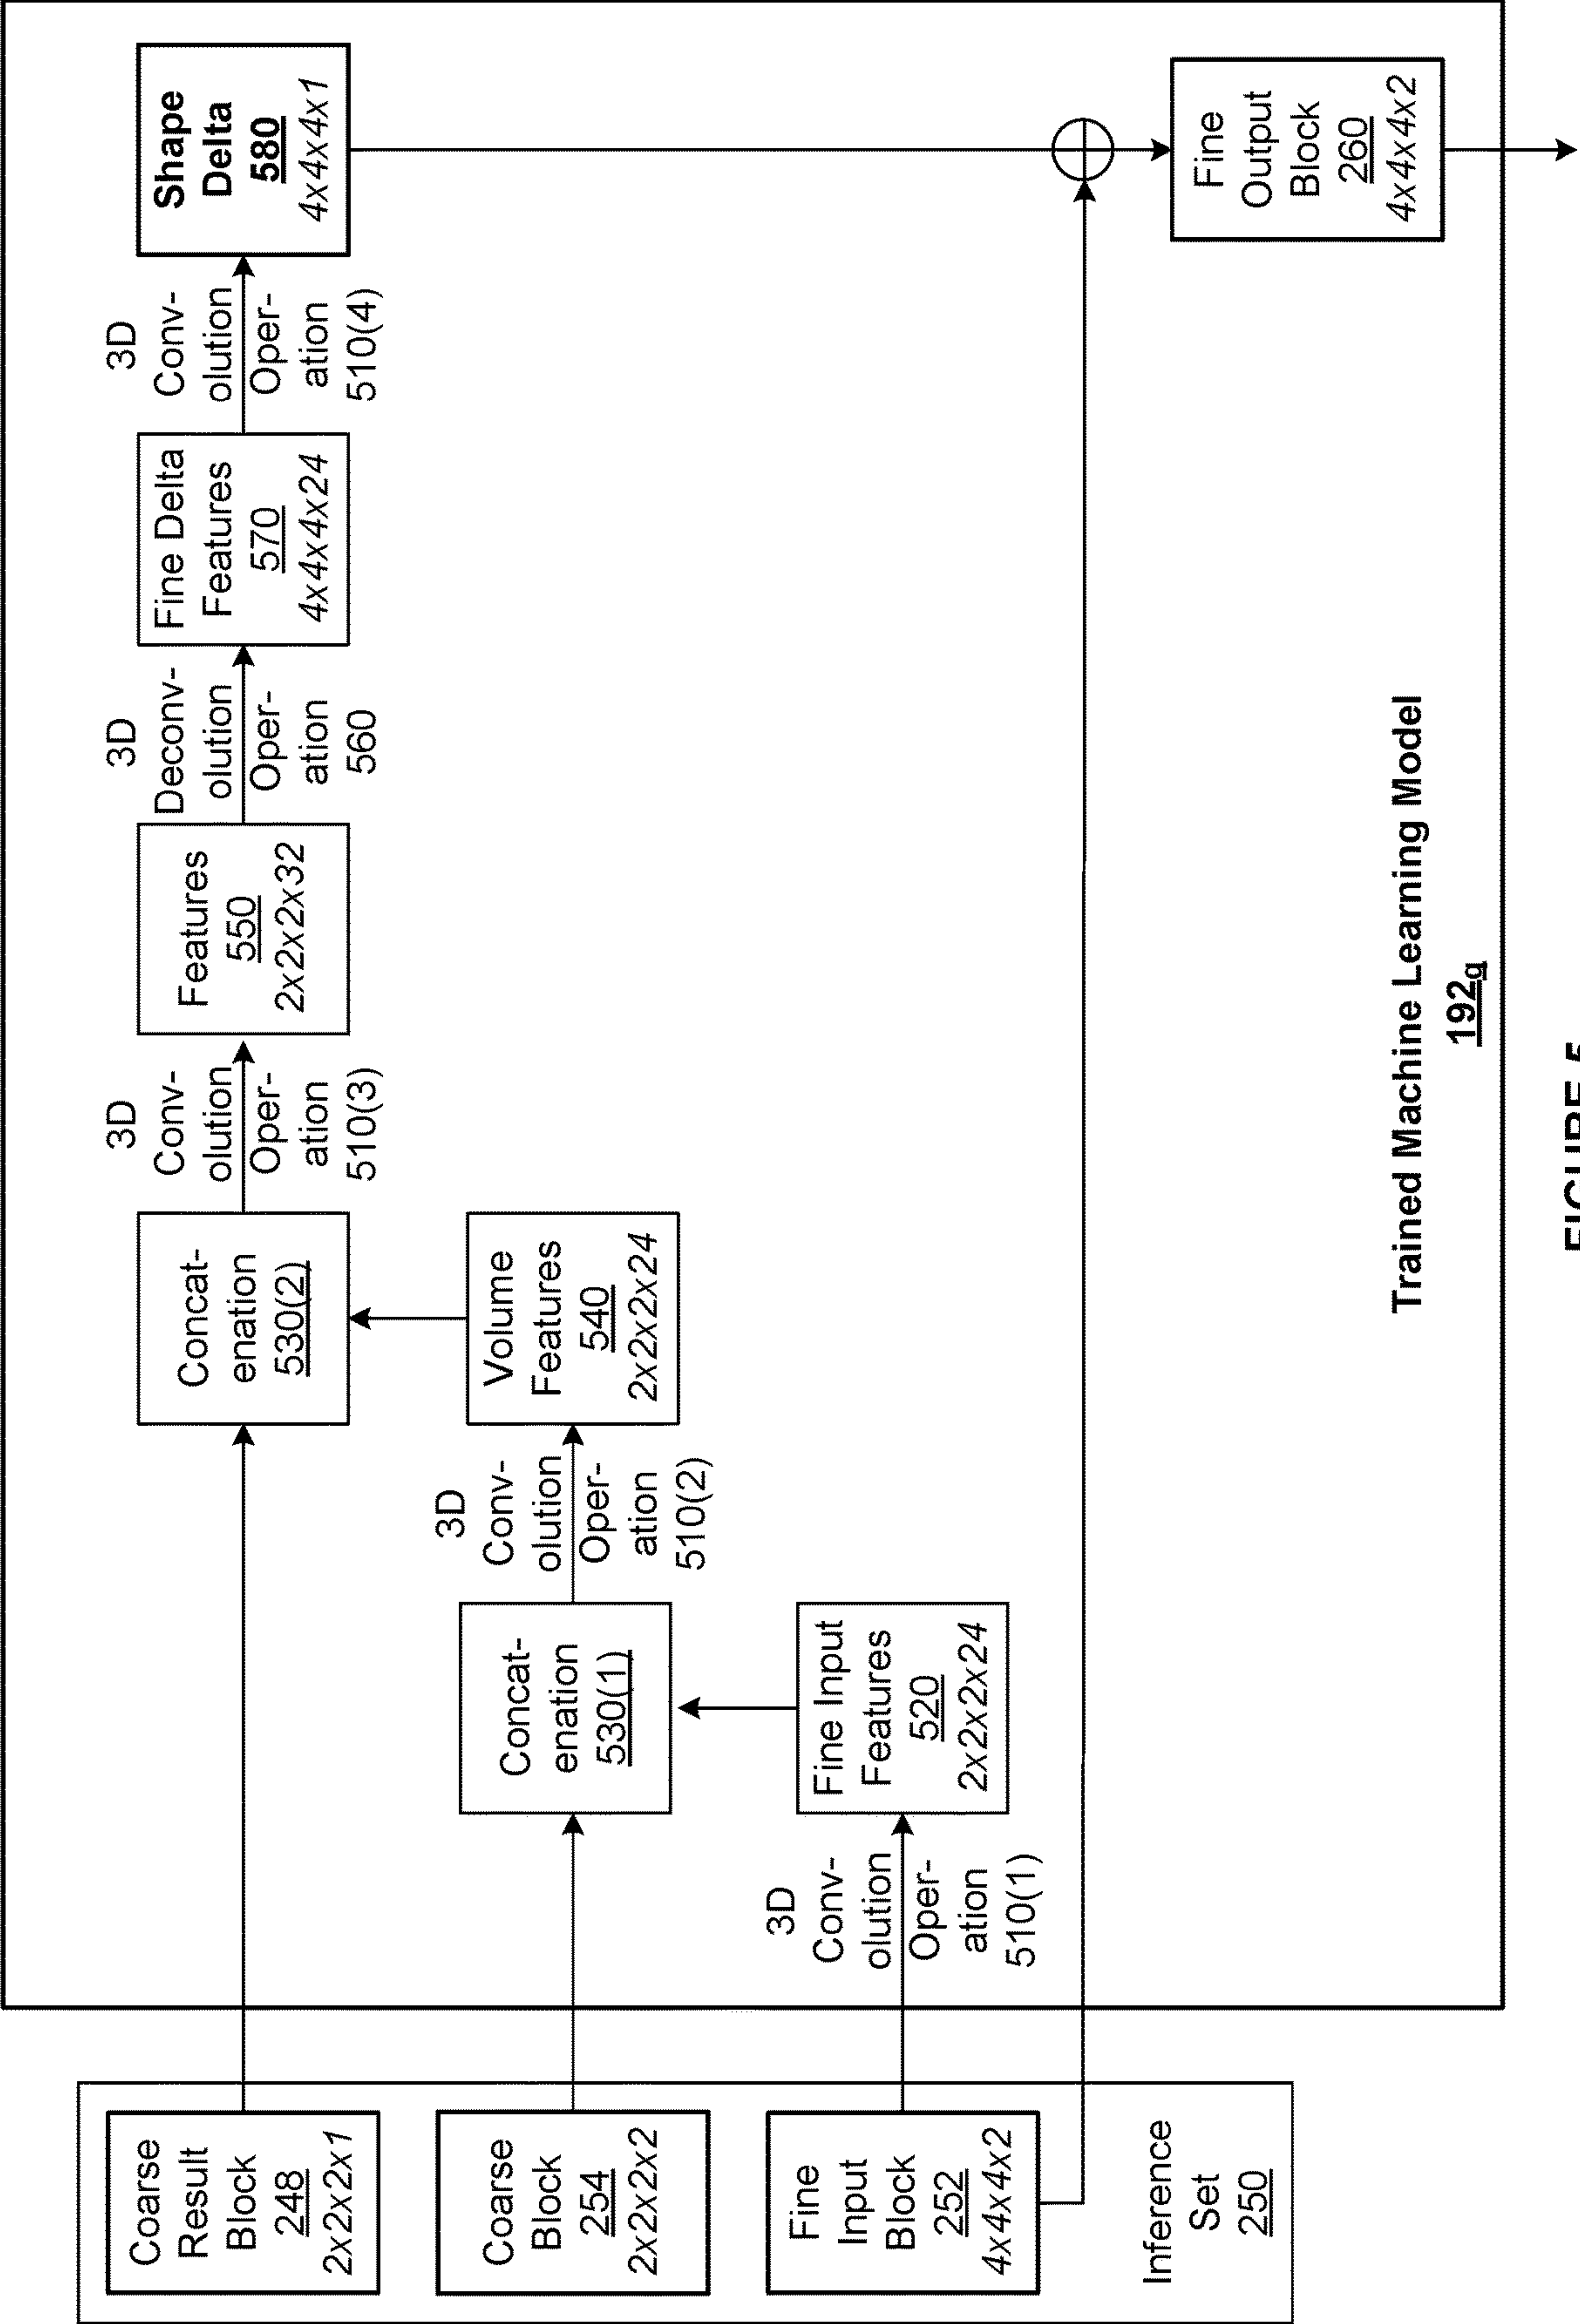 Coarse
Result
Block
248
2x2x2x1
Coarse
Block
254
2x2x2x2
Fine
Input
Block
252
4x4x4x2
Inference
Set
250
3D
Conv-
olution
Oper-
ation
510(1)
Fine Input
Features
520
2x2x2x24
Concat-
enation
530(1)
3D
Conv-
olution
Oper-
ation
510(2)
Volume
Features
540
2x2x2x24
Concat-
enation
530(2)
3D
Conv-
olution
Oper-
ation
510(3)
Features
550
2x2x2x32
3D
Deconv-
olution
Oper-
ation
560
Fine Delta
Features
570
4x4x4x24
3D
Conv-
olution
Oper-
ation
510(4)
Shape
Delta
580
4x4x4x1
Fine
Output
Block
260
4x4x4x2
Trained Machine Learning Model
192q
FIGURE 5